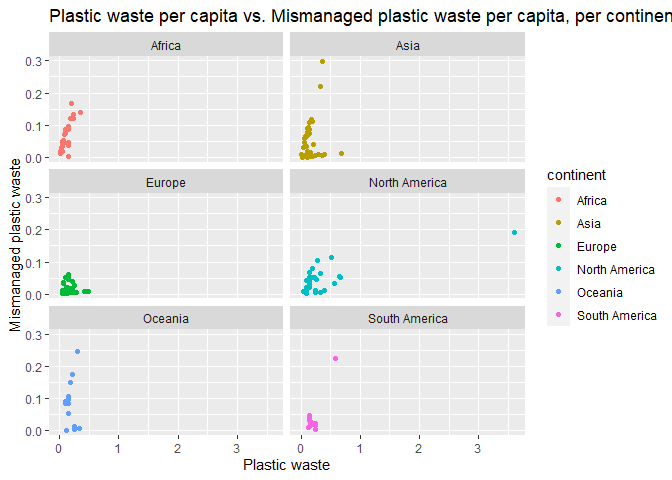 Plastic waste per capita vs. Mismanaged plastic waste per capita, per continen
Africa
Asia
0.3
0.2
0.1
0.0
Europe
North America
0.3
0.2
0.1
0.0
Oceania
South America
0.3
0.2
0.1
0.0
0 1 2 3
0 1 2 3
Plastic waste
Mismanaged plastic waste
continent
Africa
Asia
Europe
North America
Oceania
South America